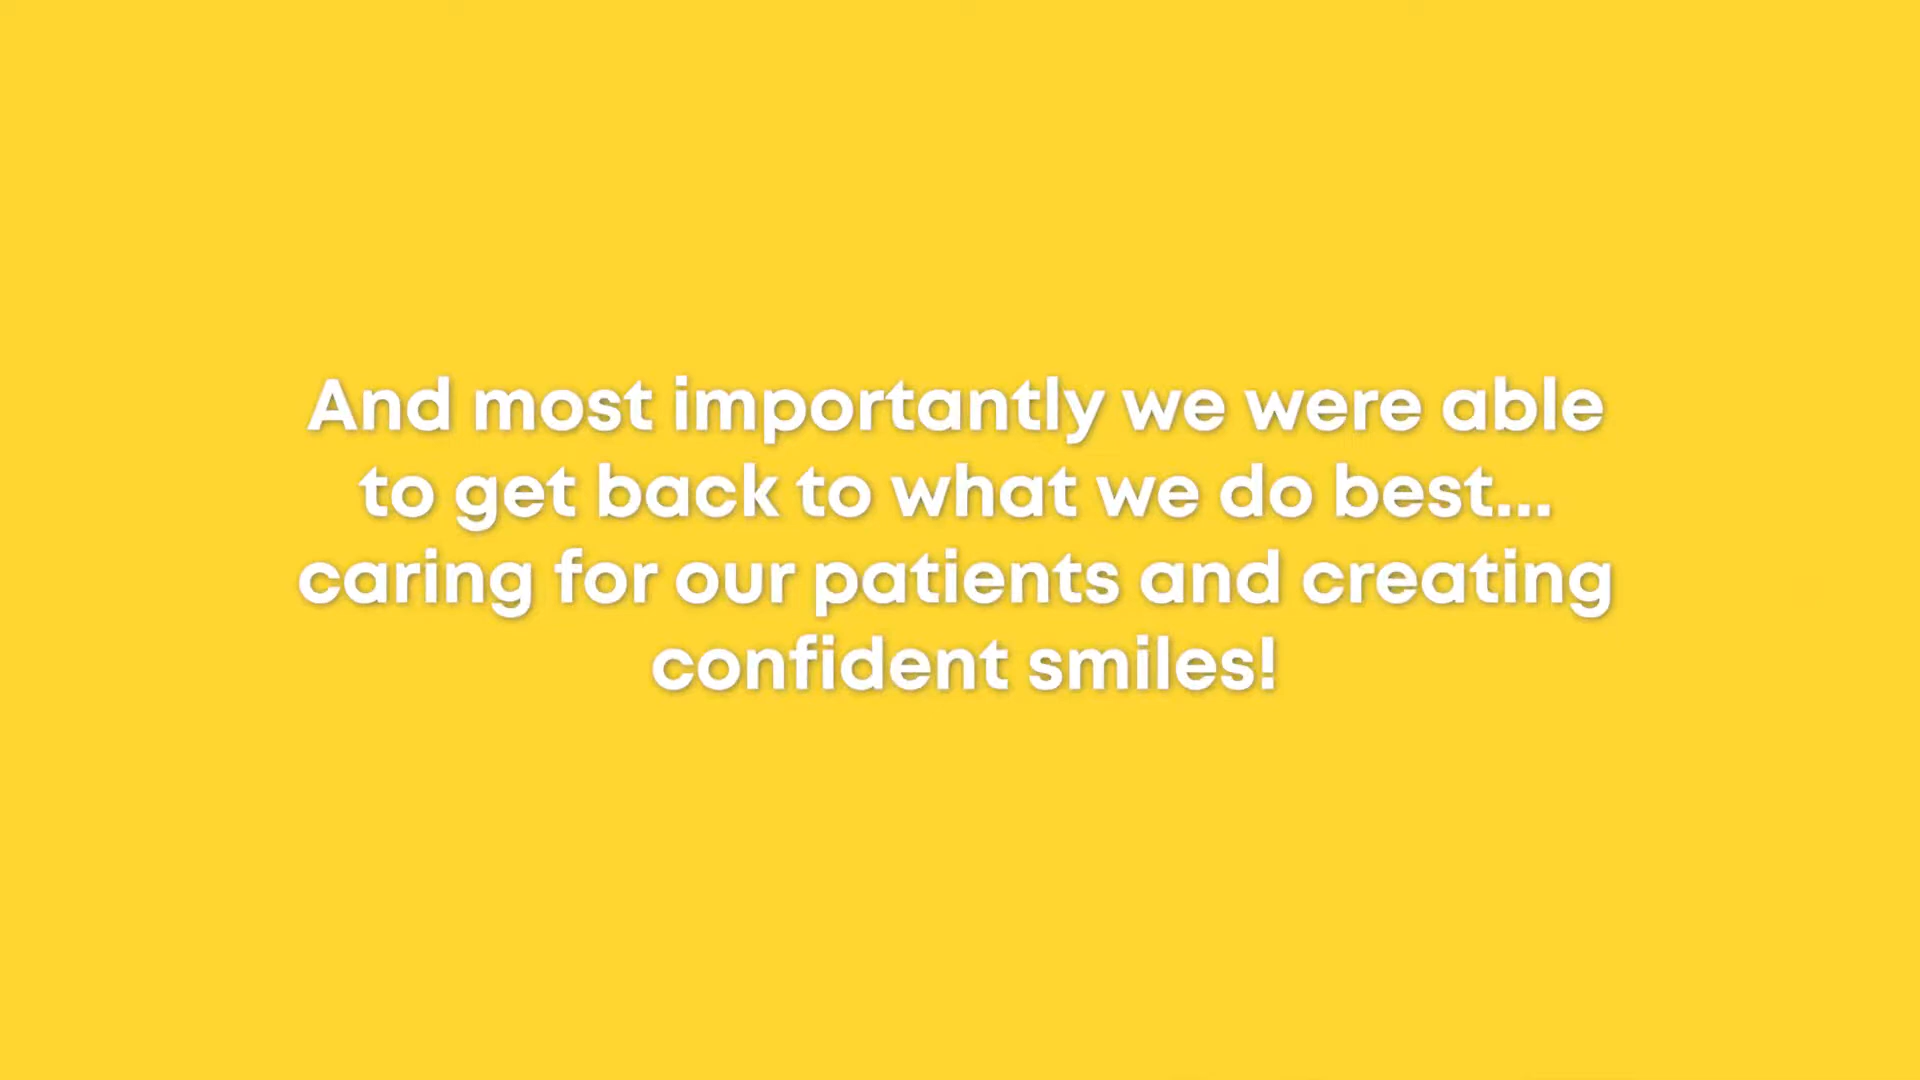 And most importantly we were able
to get back to what we do best...
caring for our patients and creating
confident smiles!